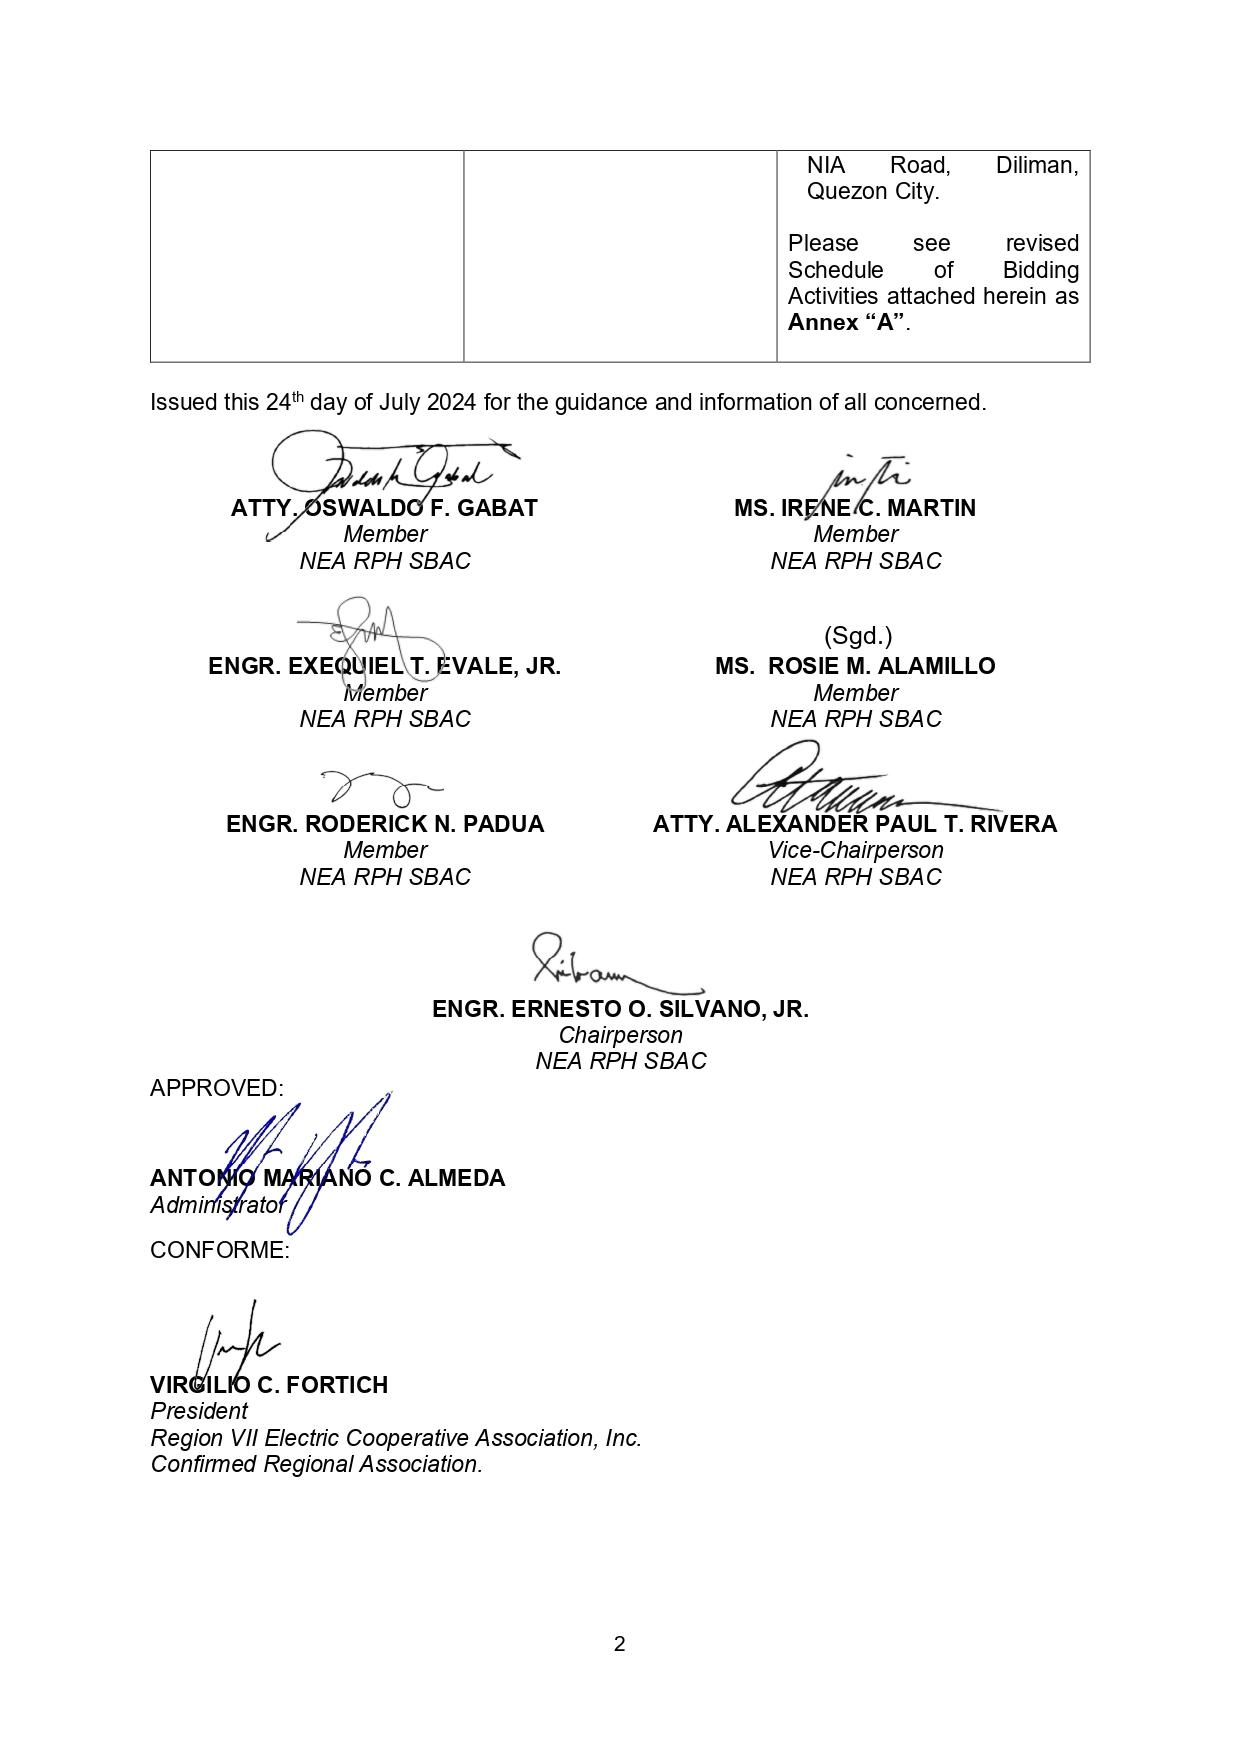 NIA Road, Diliman,
Quezon City.
Please see revised
Schedule of Bidding
Activities attached herein as
Annex “A”.
Issued this 24th day of July 2024 for the guidance and information of all concerned.
ATTY. OSWALDO F. GABAT
Member
NEA RPH SBAC
MS. IRENE C. MARTIN
Member
NEA RPH SBAC
ENGR. EXEQUIEL T. EVALE, JR.
Member
NEA RPH SBAC
(Sgd.)
MS. ROSIE M. ALAMILLO
Member
NEA RPH SBAC
ENGR. RODERICK N. PADUA
Member
NEA RPH SBAC
ATTY. ALEXANDER PAUL T. RIVERA
Vice-Chairperson
NEA RPH SBAC
ENGR. ERNESTO O. SILVANO, JR.
Chairperson
NEA RPH SBAC
APPROVED:
ANTONIO MARIANO C. ALMEDA
Administrator
CONFORME:
VIRGILIO C. FORTICH
President
Region VII Electric Cooperative Association, Inc.
Confirmed Regional Association.
2